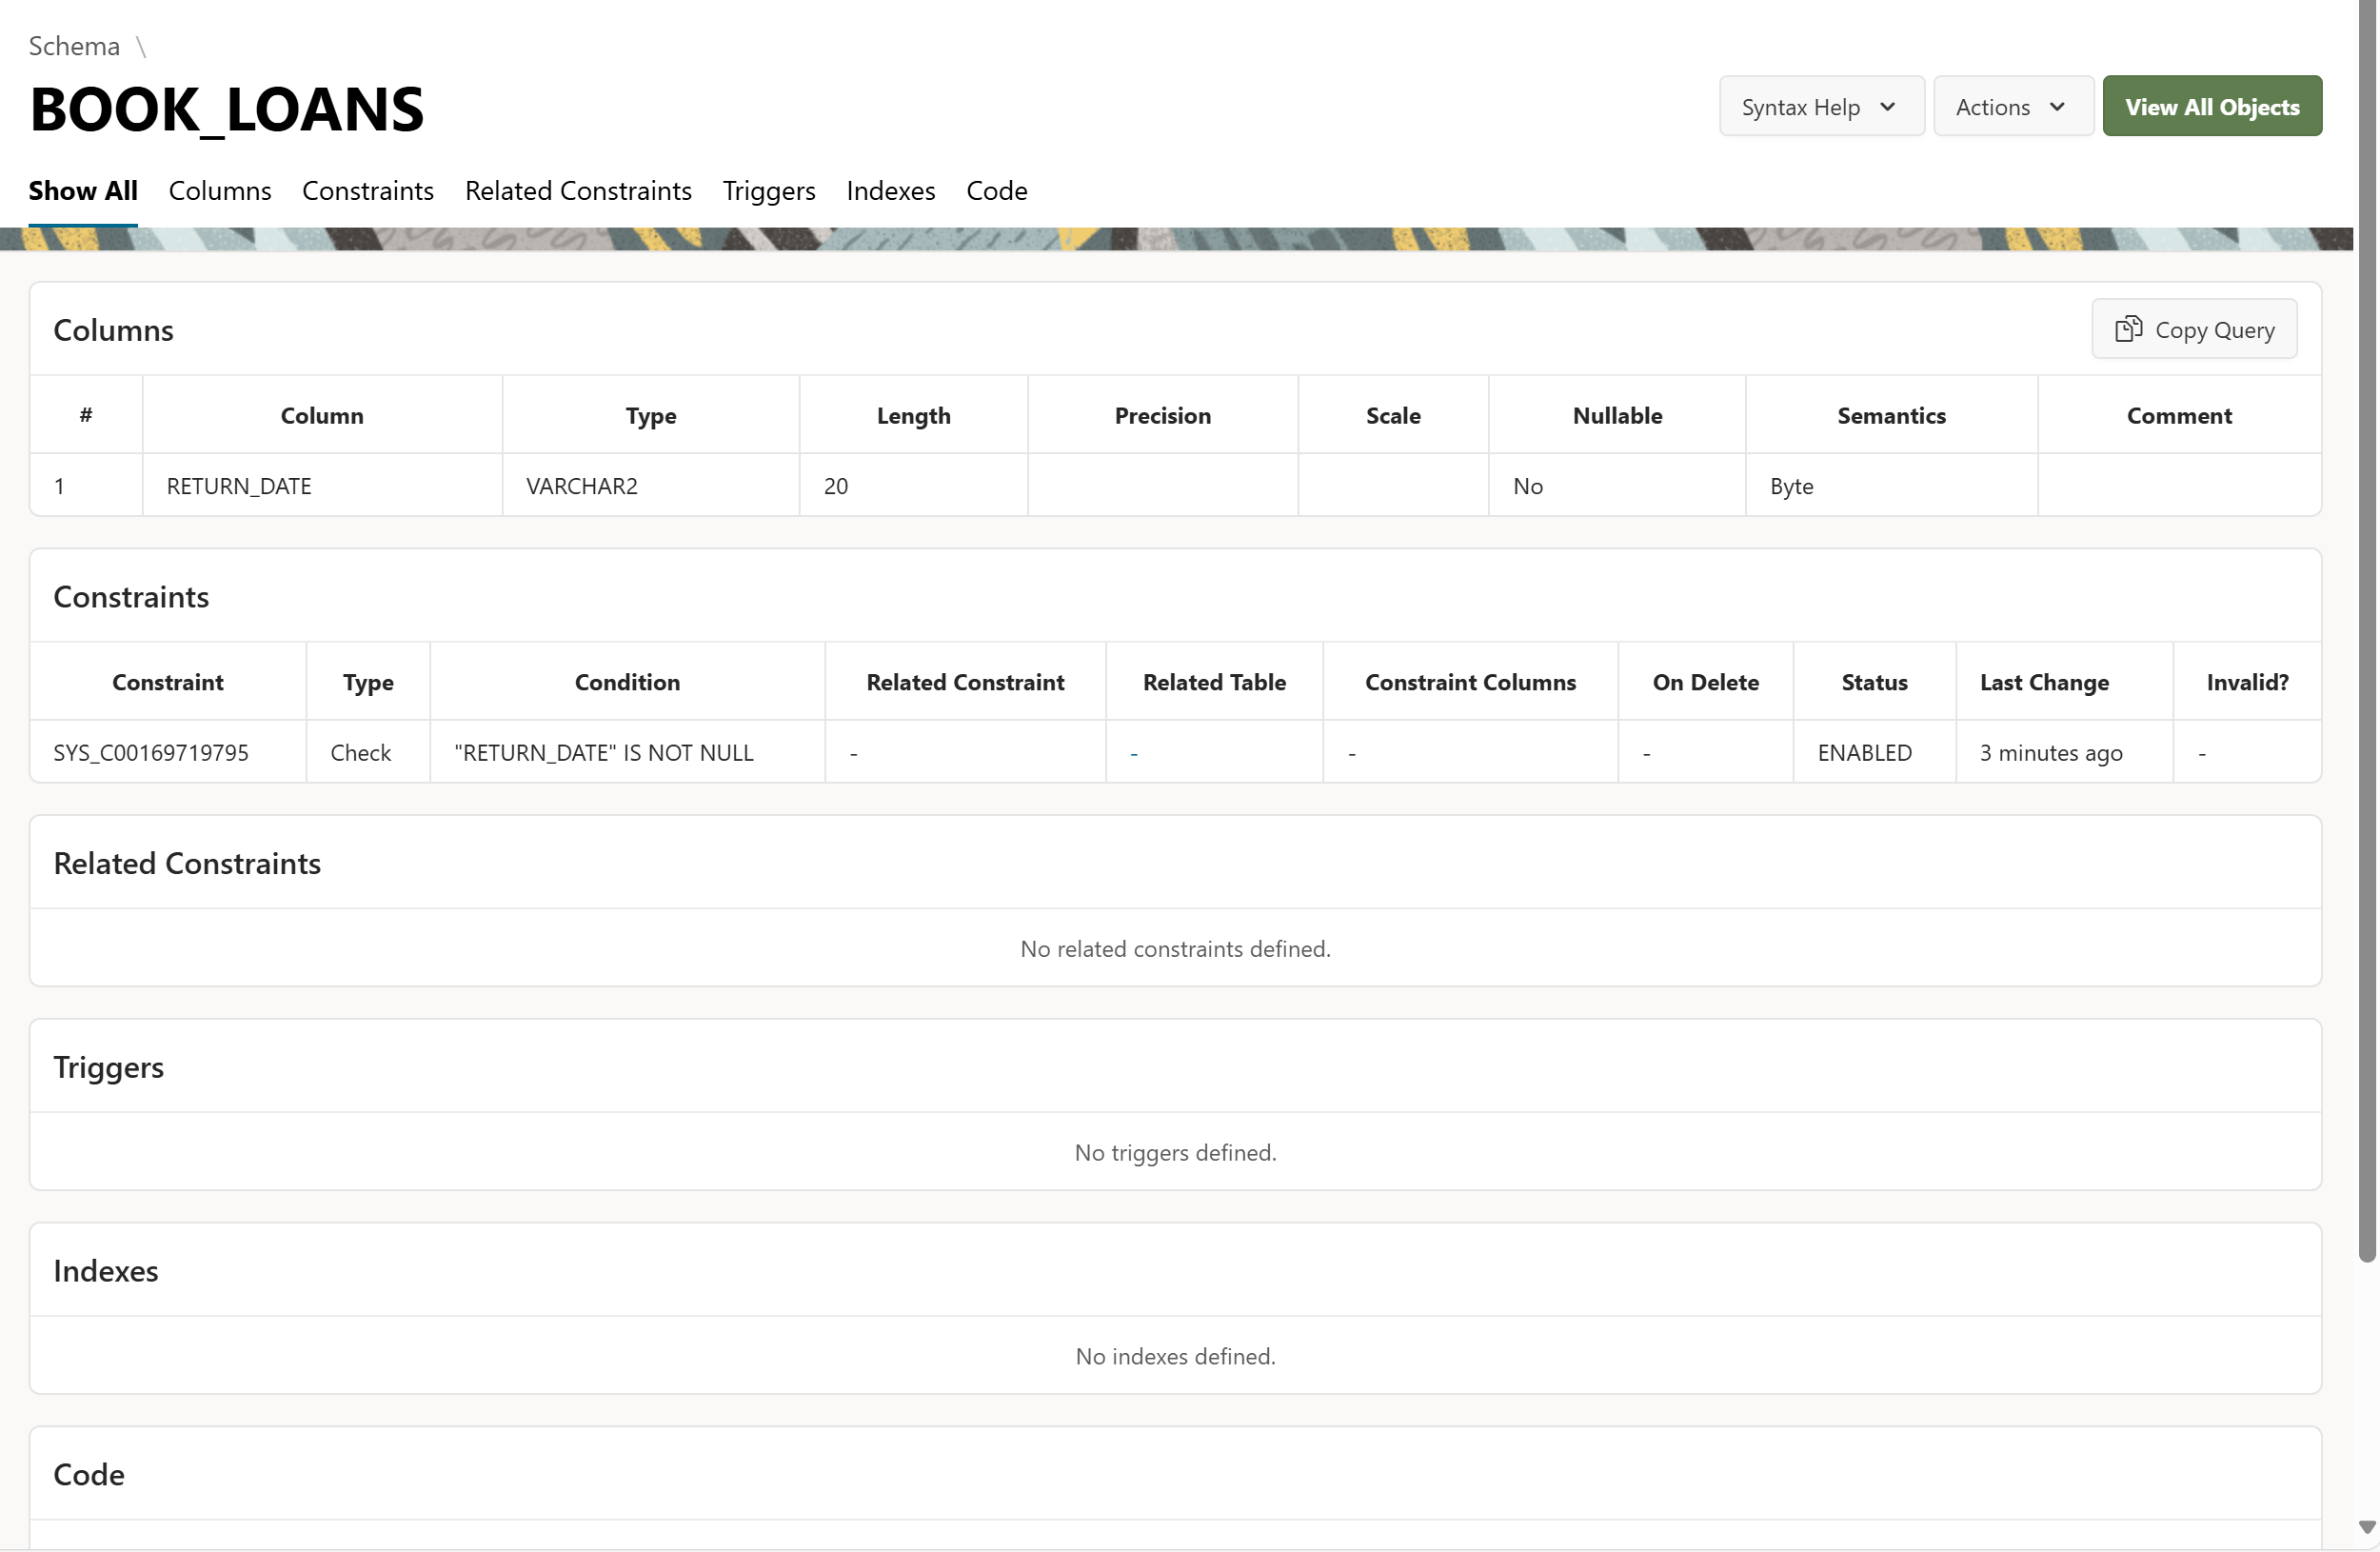 Schema \
BOOK_LOANS
Syntax Help Actions View All Objects
Show All Columns Constraints Related Constraints Triggers Indexes Code
Columns
Copy Query
# Column Type Length Precision Scale Nullable Semantics Comment
1 RETURN_DATE VARCHAR2 20 No Byte
Constraints
Constraint Type Condition Related Constraint Related Table Constraint Columns On Delete Status Last Change Invalid?
SYS_C00169719795 Check "RETURN_DATE" IS NOT NULL - - - - ENABLED 3 minutes ago -
Related Constraints
No related constraints defined.
Triggers
No triggers defined.
Indexes
No indexes defined.
Code